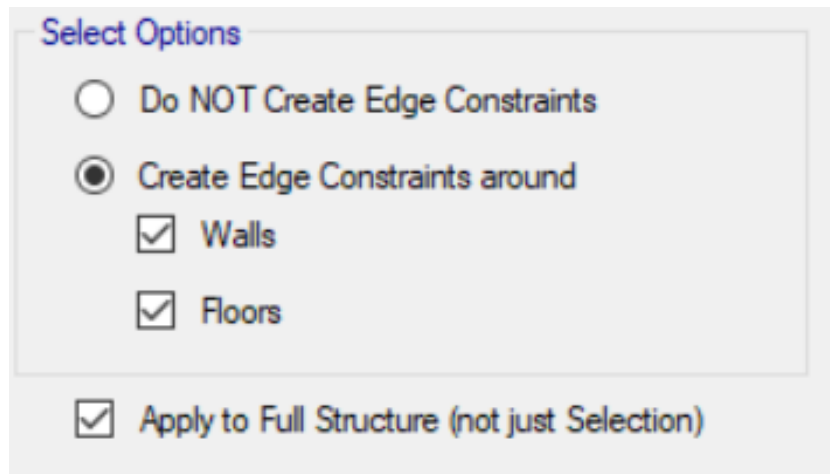 Select Options
Do NOT Create Edge Constraints
Create Edge Constraints around
Walls
Floors
Apply to Full Structure (not just Selection)